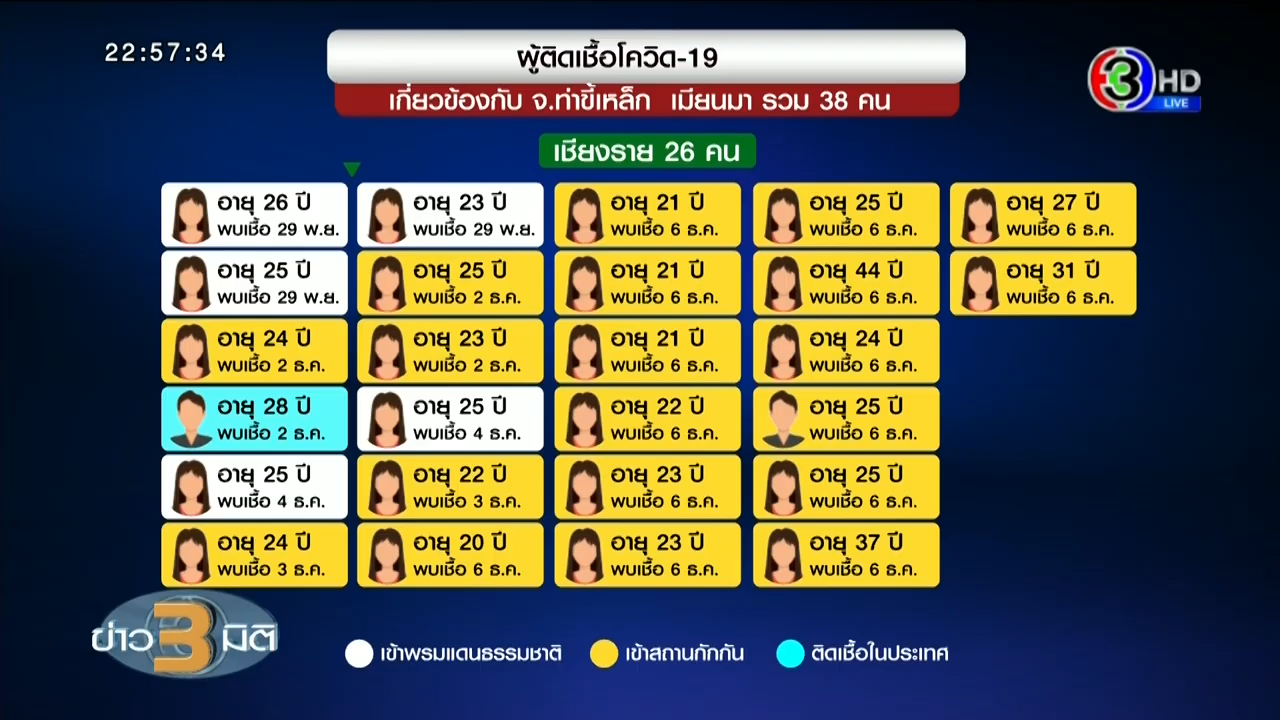 22:57:34
ผู้ติดเชื้อโควิด-19
3 HD
LIVE
เกี่ยวข้องกับ จ.ท่าขี้เหล็ก เมียนมา รวม 38 คน
เชียงราย 26 คน
อายุ 26 ปี
พบเชื้อ 29 พ.ย.
อายุ 25 ปี
พบเชื้อ 29 พ.ย.
อายุ 24 ปี
พบเชื้อ 2 ธ.ค.
อายุ 28 ปี
พบเชื้อ 2 ธ.ค.
อายุ 25 ปี
พบเชื้อ 4 ธ.ค.
อายุ 24 ปี
พบเชื้อ 3 ธ.ค.
อายุ 23 ปี
พบเชื้อ 29 พ.ย.
อายุ 25 ปี
พบเชื้อ 2 ธ.ค.
อายุ 23 ปี
พบเชื้อ 2 ธ.ค.
อายุ 25 ปี
พบเชื้อ 4 ธ.ค.
อายุ 22 ปี
พบเชื้อ 3 ธ.ค.
อายุ 20 ปี
พบเชื้อ 6 ธ.ค.
อายุ 21 ปี
พบเชื้อ 6 ธ.ค.
อายุ 21 ปี
พบเชื้อ 6 ธ.ค.
อายุ 21 ปี
พบเชื้อ 6 ธ.ค.
อายุ 22 ปี
พบเชื้อ 6 ธ.ค.
อายุ 23 ปี
พบเชื้อ 6 ธ.ค.
อายุ 23 ปี
พบเชื้อ 6 ธ.ค.
อายุ 25 ปี
พบเชื้อ 6 ธ.ค.
อายุ 44 ปี
พบเชื้อ 6 ธ.ค.
อายุ 24 ปี
พบเชื้อ 6 ธ.ค.
อายุ 25 ปี
พบเชื้อ 6 ธ.ค.
อายุ 25 ปี
พบเชื้อ 6 ธ.ค.
อายุ 37 ปี
พบเชื้อ 6 ธ.ค.
อายุ 27 ปี
พบเชื้อ 6 ธ.ค.
อายุ 31 ปี
พบเชื้อ 6 ธ.ค.
ข่าว 3 มิติ
เข้าพรมแดนธรรมชาติ
เข้าสถานกักกัน
ติดเชื้อในประเทศ